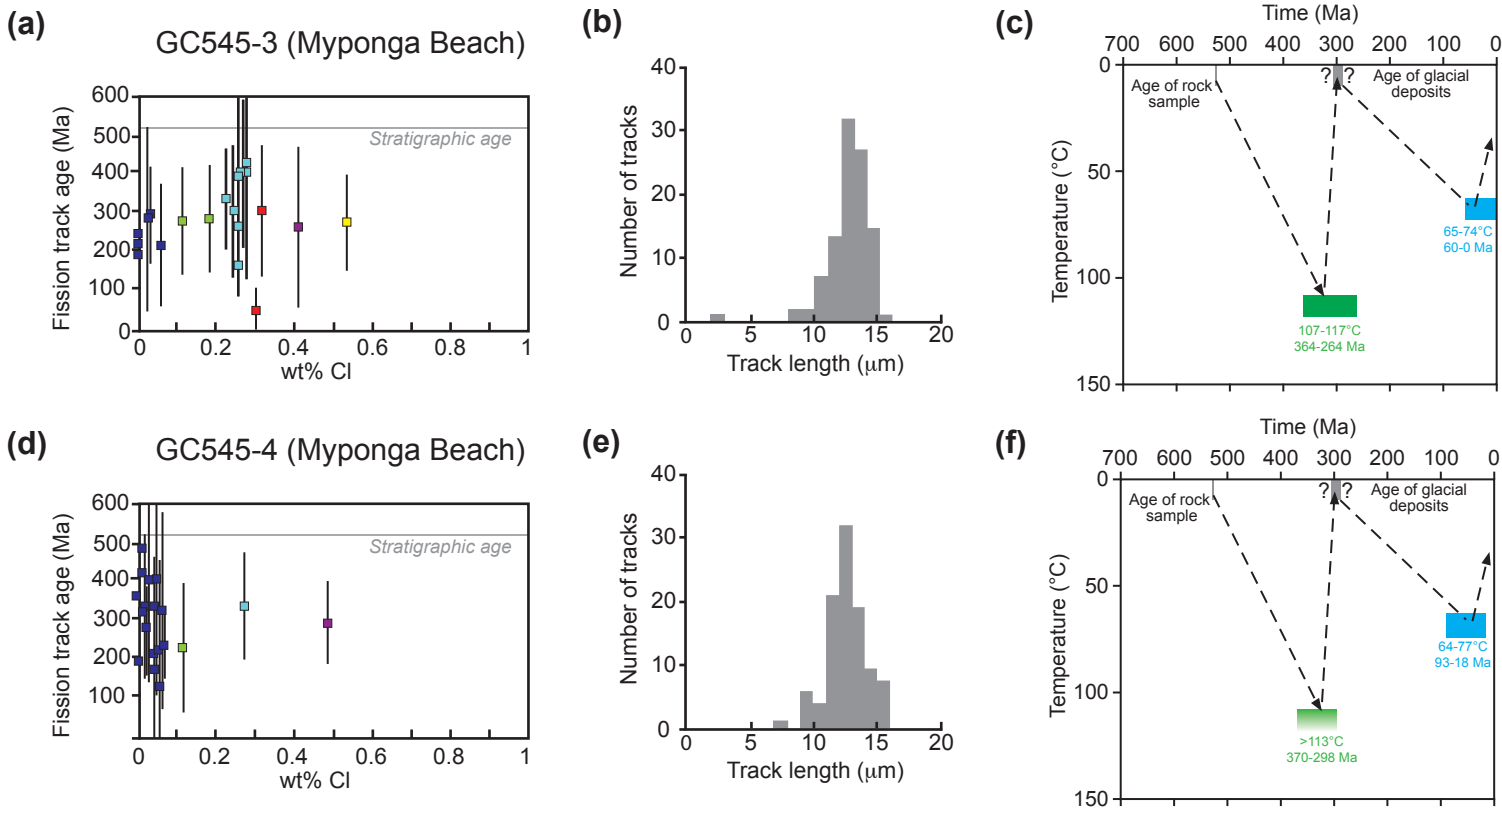 (a)
GC545-3 (Myponga Beach)
Fission track age (Ma)
600
500
400
300
200
100
0
Stratigraphic age
0 0.2 0.4 0.6 0.8 1
wt% Cl
(b)
Number of tracks
40
30
20
10
0
0 5 10 15 20
Track length (μm)
(c)
Time (Ma)
700 600 500 400 300 200 100 0
Temperature (°C)
0
50
100
150
Age of rock
sample
? ?
Age of glacial
deposits
65-74°C
60-0 Ma
107-117°C
364-264 Ma
(d)
GC545-4 (Myponga Beach)
Fission track age (Ma)
600
500
400
300
200
100
Stratigraphic age
0 0.2 0.4 0.6 0.8 1
wt% Cl
(e)
Number of tracks
40
30
20
10
0
0 5 10 15 20
Track length (μm)
(f)
Time (Ma)
700 600 500 400 300 200 100 0
Temperature (°C)
0
50
100
150
Age of rock
sample
? ?
Age of glacial
deposits
64-77°C
93-18 Ma
>113°C
370-298 Ma